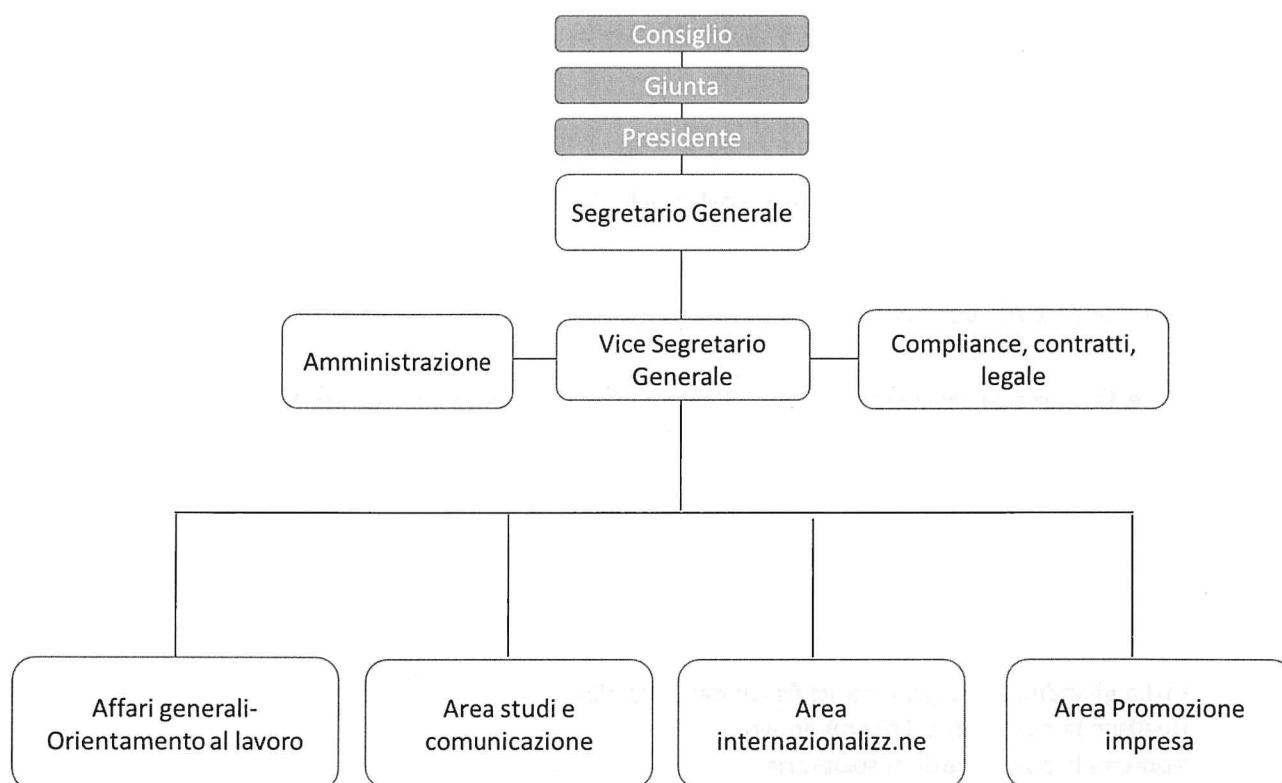 Consiglio
Giunta
Presidente
Segretario Generale
Amministrazione
Vice Segretario
Generale
Compliance, contratti,
legale
Affari generali-
Orientamento al lavoro
Area studi e
comunicazione
Area
internazionalizz.ne
Area Promozione
impresa